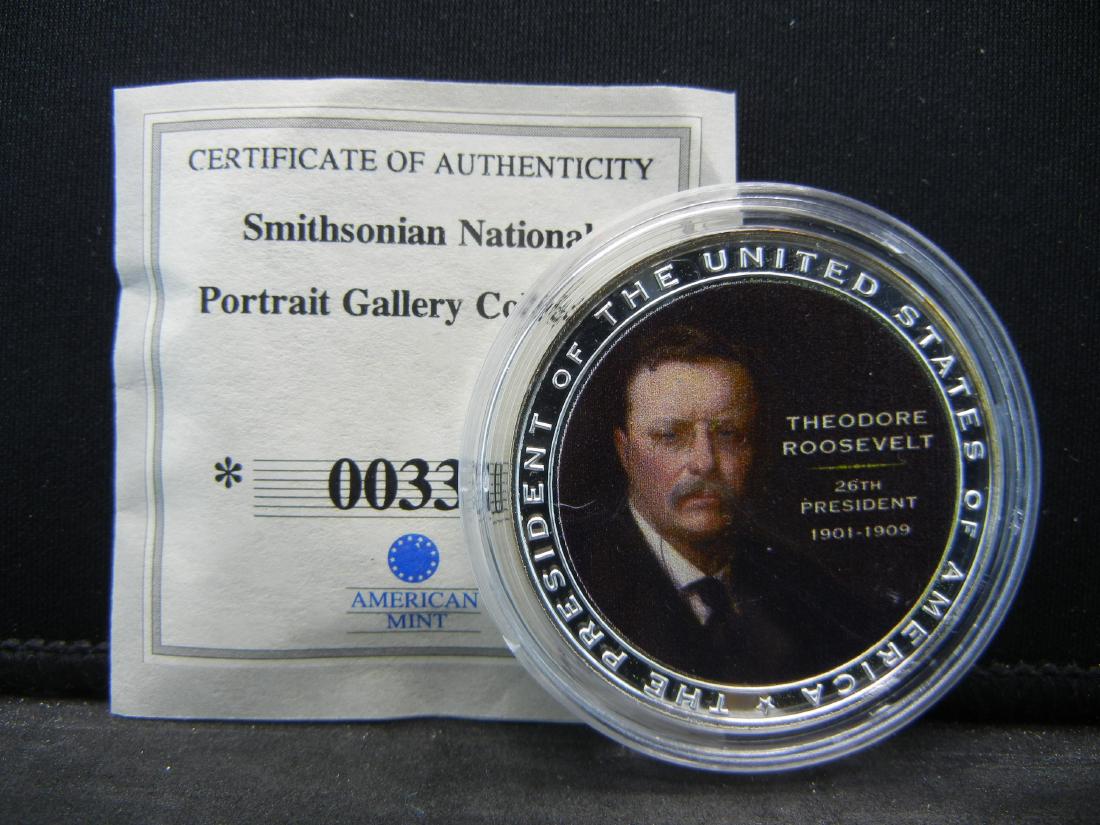 CERTIFICATE OF AUTHENTICITY
Smithsonian National
Portrait Gallery
* 0033
AMERICAN
MINT
THE PRESIDENT OF THE UNITED STATES OF AMERICA ★
THEODORE
ROOSEVELT
26TH
PRESIDENT
1901-1909